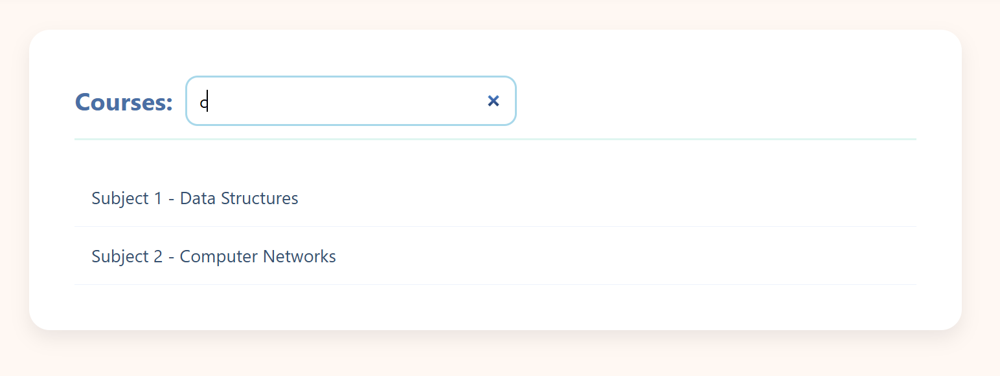 Courses: c
Subject 1 - Data Structures
Subject 2 - Computer Networks